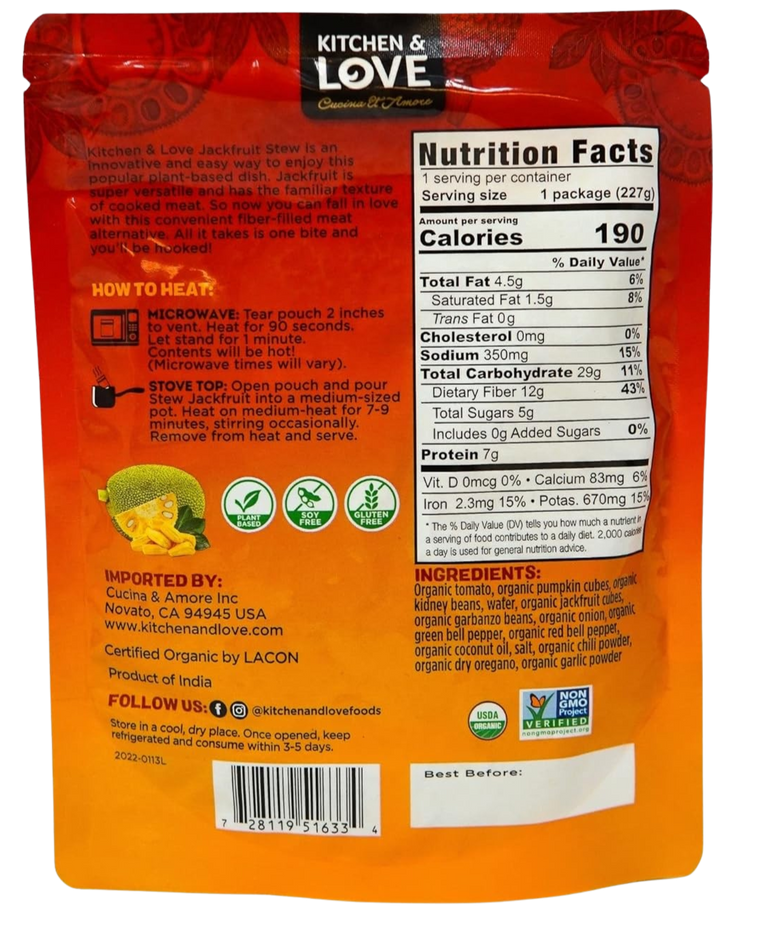 KITCHEN &
LOVE
Cucina & Amore
Kitchen & Love Jackfruit Stew is an
innovative and easy way to enjoy this
popular plant-based dish. Jackfruit is
super versatile and has the familiar texture
of cooked meat. So now you can fall in love
with this convenient fiber-filled meat
alternative. All it takes is one bite and
you'll be hooked!
HOW TO HEAT:
MICROWAVE: Tear pouch 2 inches
to vent. Heat for 90 seconds.
Let stand for 1 minute.
Contents will be hot!
(Microwave times will vary).
STOVE TOP: Open pouch and pour
Stew Jackfruit into a medium-sized
pot. Heat on medium-heat for 7-9
minutes, stirring occasionally.
Remove from heat and serve.
PLANT
BASED
SOY
FREE
GLUTEN
FREE
IMPORTED BY:
Cucina & Amore Inc
Novato, CA 94945 USA
www.kitchenandlove.com
Certified Organic by LACON
Product of India
FOLLOW US: @kitchenandlovefoods
Store in a cool, dry place. Once opened, keep
refrigerated and consume within 3-5 days.
2022-0113L
7 28119 51633 4
Nutrition Facts
1 serving per container
Serving size 1 package (227g)
Amount per serving
Calories 190
% Daily Value*
Total Fat 4.5g 6%
Saturated Fat 1.5g 8%
Trans Fat 0g
Cholesterol 0mg 0%
Sodium 350mg 15%
Total Carbohydrate 29g 11%
Dietary Fiber 12g 43%
Total Sugars 5g
Includes 0g Added Sugars 0%
Protein 7g
Vit. D 0mcg 0% • Calcium 83mg 6%
Iron 2.3mg 15% • Potas. 670mg 15%
* The % Daily Value (DV) tells you how much a nutrient in
a serving of food contributes to a daily diet. 2,000 calories
a day is used for general nutrition advice.
INGREDIENTS:
Organic tomato, organic pumpkin cubes, organic
kidney beans, water, organic jackfruit cubes,
organic garbanzo beans, organic onion, organic
green bell pepper, organic red bell pepper,
organic coconut oil, salt, organic chili powder,
organic dry oregano, organic garlic powder
USDA
ORGANIC
NON
GMO
Project
VERIFIED
nongmoproject.org
Best Before: